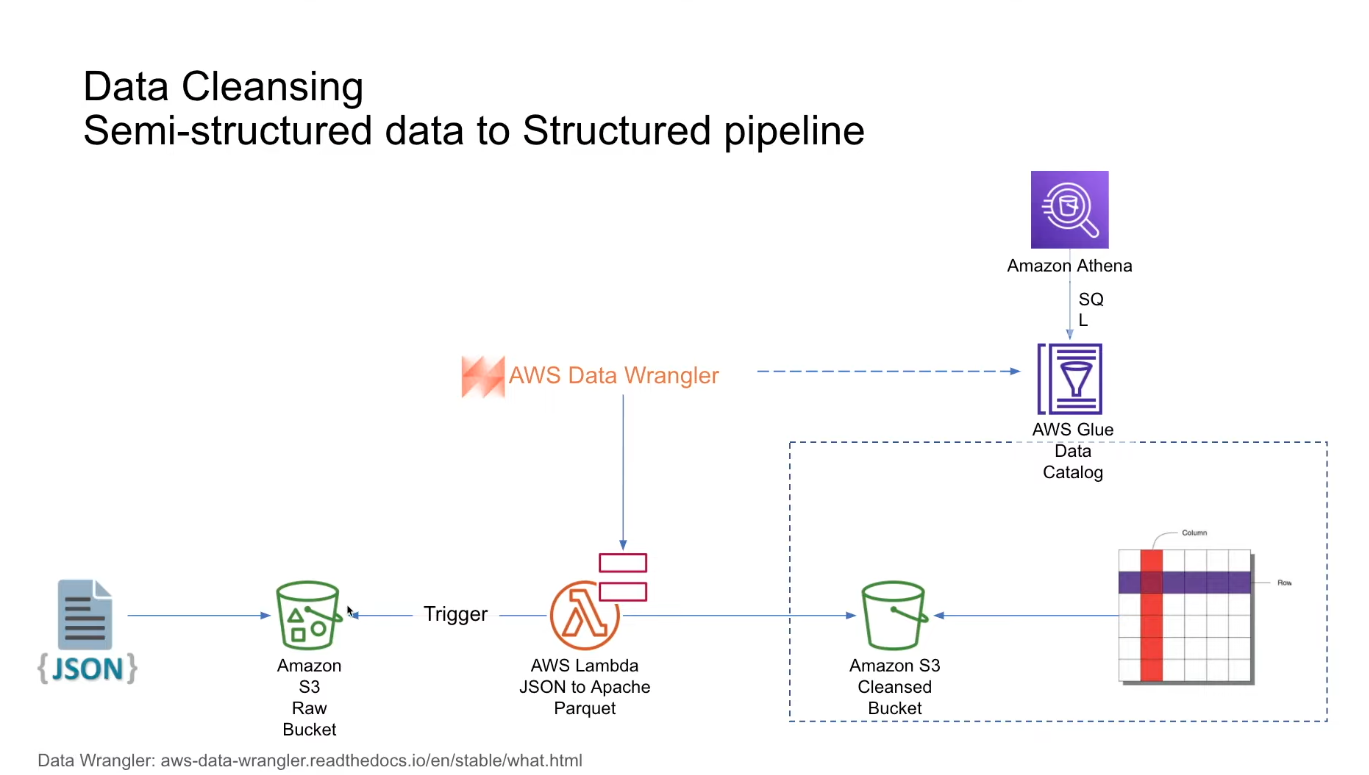 Data Cleansing
Semi-structured data to Structured pipeline
Amazon Athena
SQ
L
AWS Data Wrangler
AWS Glue
Data
Catalog
Column
Row
{JSON}
Trigger
Amazon
S3
Raw
Bucket
AWS Lambda
JSON to Apache
Parquet
Amazon S3
Cleansed
Bucket
Data Wrangler: aws-data-wrangler.readthedocs.io/en/stable/what.html